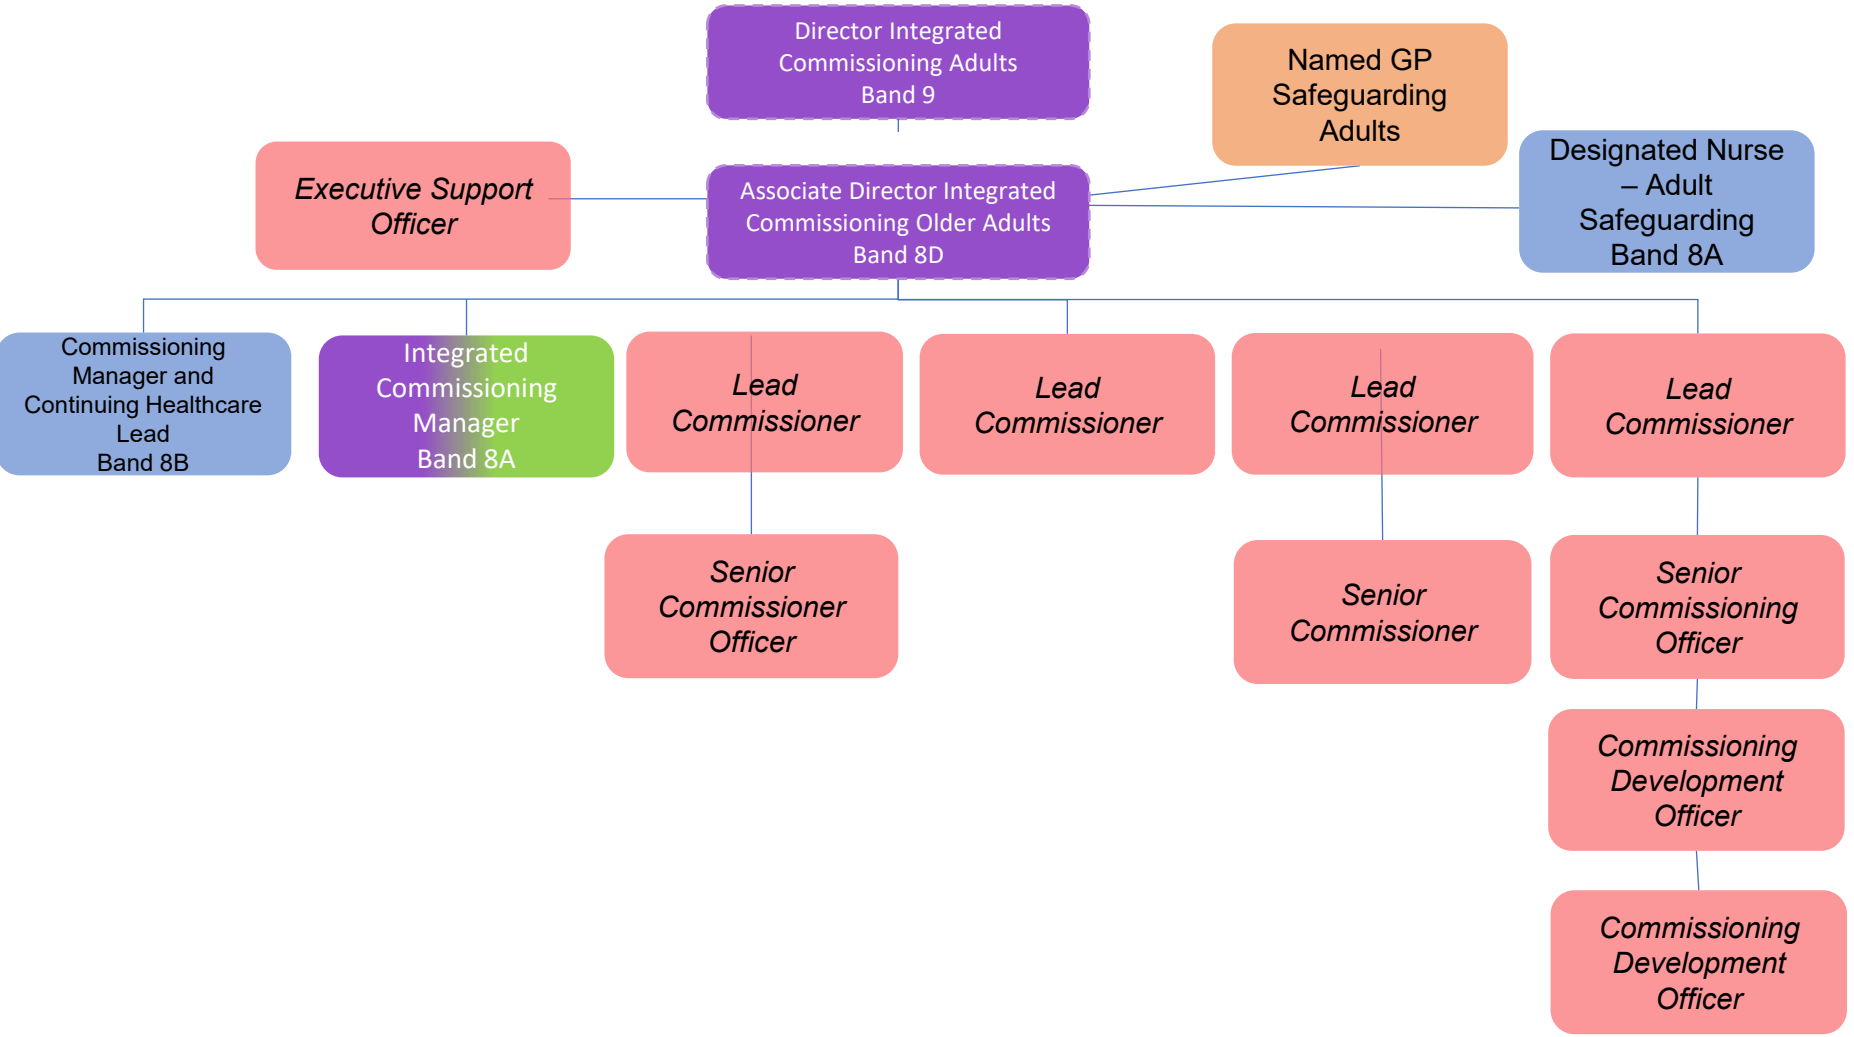 Director Integrated
Commissioning Adults
Band 9
Named GP
Safeguarding
Adults
Designated Nurse
– Adult
Safeguarding
Band 8A
Executive Support
Officer
Associate Director Integrated
Commissioning Older Adults
Band 8D
Commissioning
Manager and
Continuing Healthcare
Lead
Band 8B
Integrated
Commissioning
Manager
Band 8A
Lead
Commissioner
Lead
Commissioner
Lead
Commissioner
Lead
Commissioner
Senior
Commissioner
Officer
Senior
Commissioner
Senior
Commissioning
Officer
Commissioning
Development
Officer
Commissioning
Development
Officer